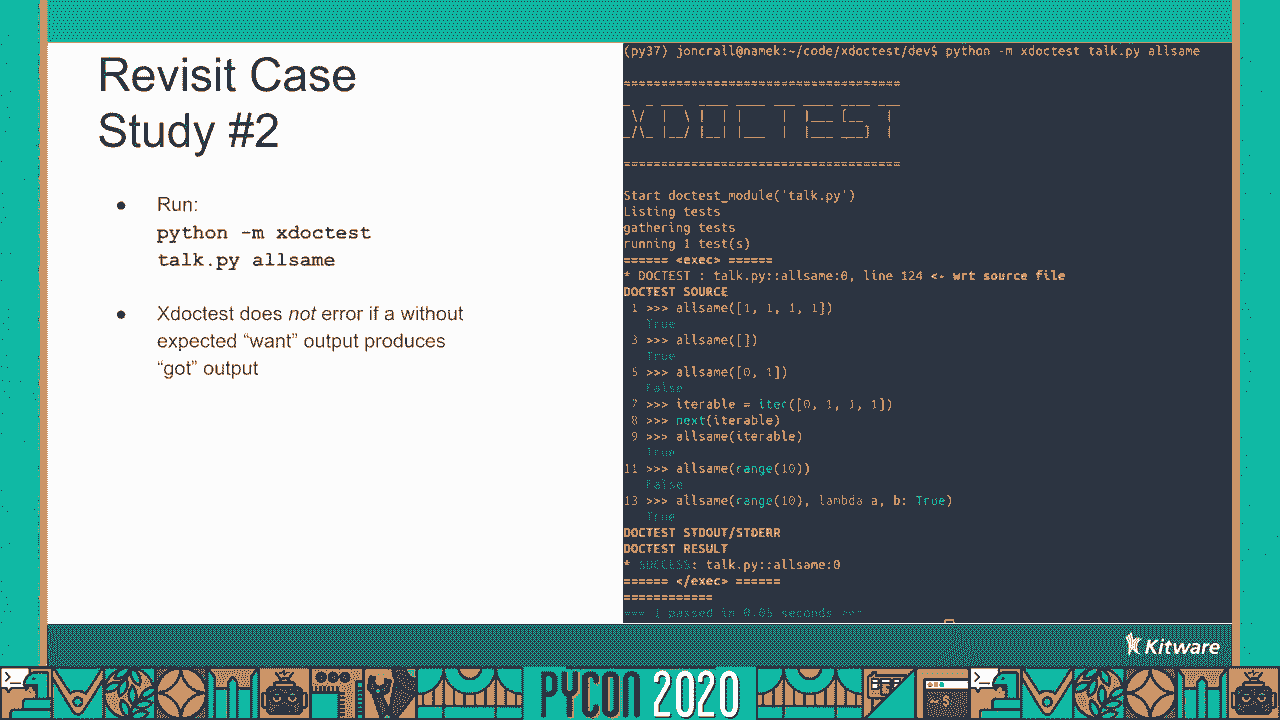 Revisit Case
Study #2
● Run:
python -m xdoctest
talk.py allsame
● Xdoctest does not error if a without
expected “want” output produces
“got” output
(py37) joncrall@namek:~/code/xdoctest/dev$ python -m xdoctest talk.py allsame
=====================================
XDOCTEST
=====================================
Start doctest_module('talk.py')
Listing tests
gathering tests
running 1 test(s)
====== <exec> ======
* DOCTEST : talk.py::allsame:0, line 124 <- wrt source file
DOCTEST SOURCE
1 >>> allsame([1, 1, 1, 1])
True
3 >>> allsame([])
True
5 >>> allsame([0, 1])
False
7 >>> iterable = iter([0, 1, 1, 1])
8 >>> next(iterable)
9 >>> allsame(iterable)
True
11 >>> allsame(range(10))
False
13 >>> allsame(range(10), lambda a, b: True)
True
DOCTEST STDOUT/STDERR
DOCTEST RESULT
* SUCCESS: talk.py::allsame:0
====== </exec> ======
============
=== 1 passed in 0.05 seconds ===
Kitware
PYCON 2020